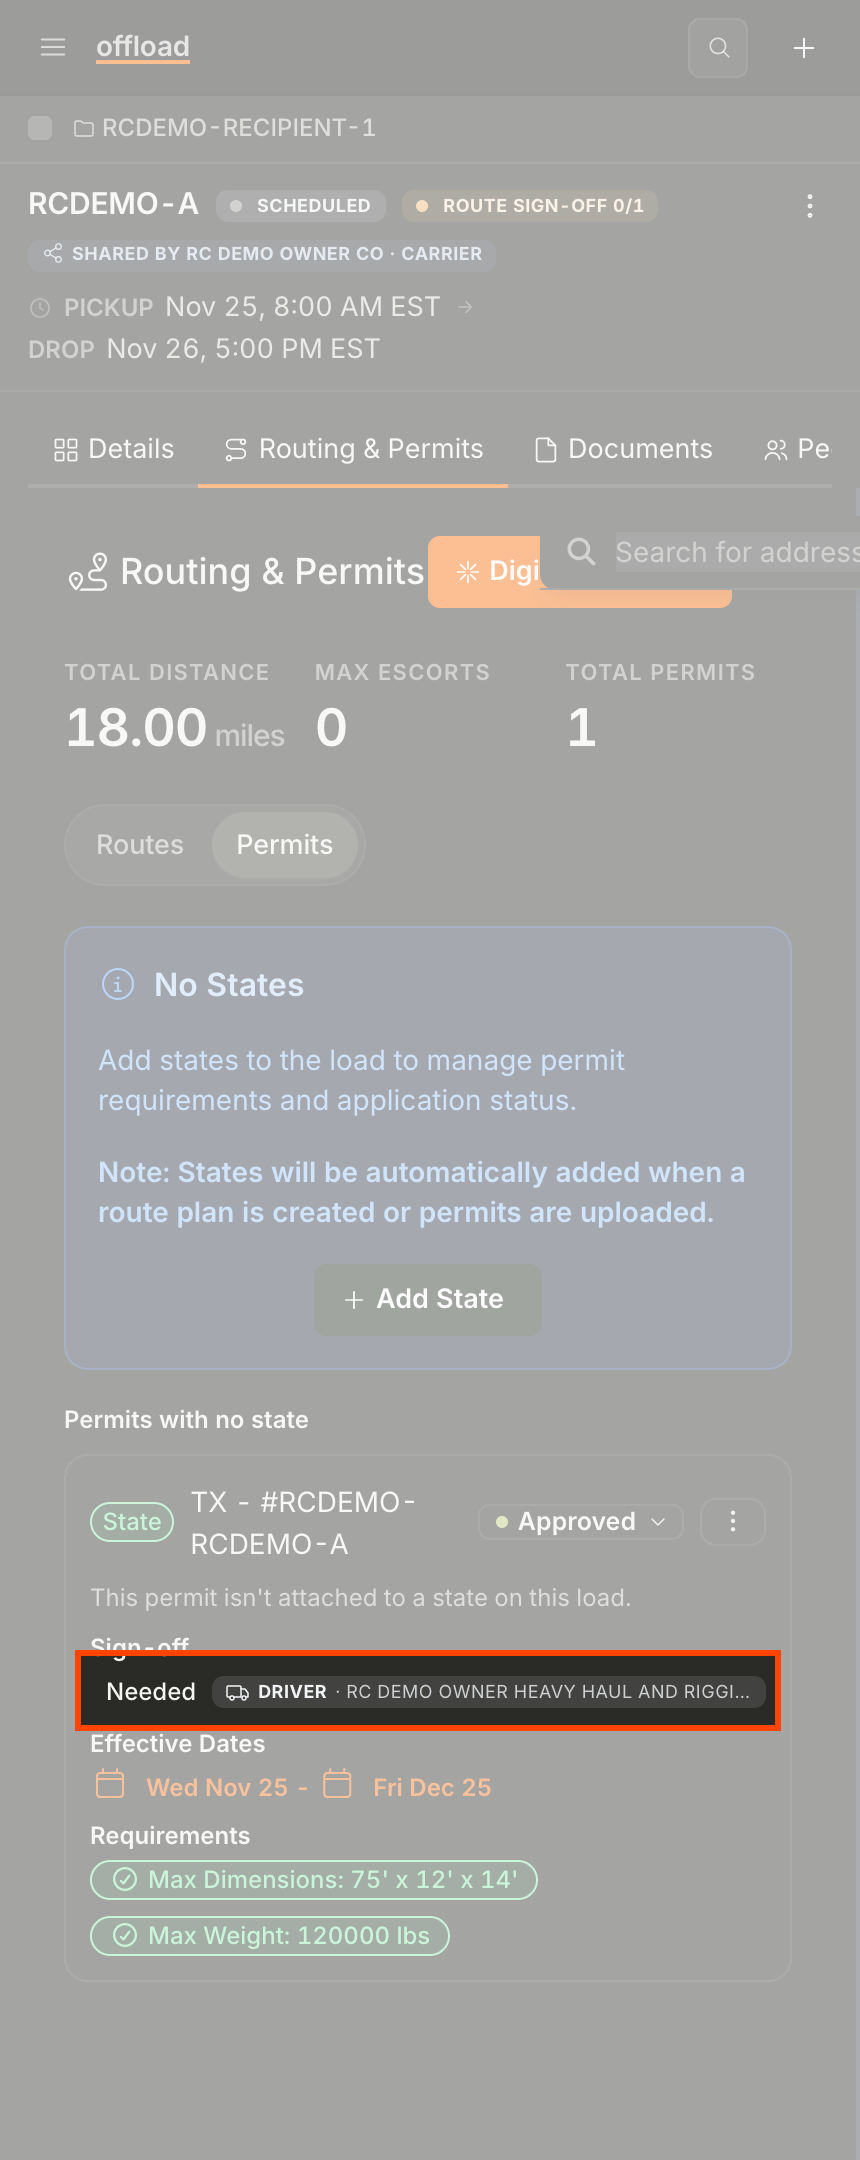 offload
RCDEMO-RECIPIENT-1
RCDEMO-A
SCHEDULED
ROUTE SIGN-OFF 0/1
SHARED BY RC DEMO OWNER CO · CARRIER
PICKUP Nov 25, 8:00 AM EST →
DROP Nov 26, 5:00 PM EST
Details
Routing & Permits
Documents
Pe
Routing & Permits
Digi
Search for address
TOTAL DISTANCE
MAX ESCORTS
TOTAL PERMITS
18.00 miles
0
1
Routes
Permits
No States
Add states to the load to manage permit
requirements and application status.
Note: States will be automatically added when a
route plan is created or permits are uploaded.
+ Add State
Permits with no state
State
TX - #RCDEMO-
RCDEMO-A
Approved
This permit isn't attached to a state on this load.
Sign-off
Needed
DRIVER · RC DEMO OWNER HEAVY HAUL AND RIGGI...
Effective Dates
Wed Nov 25 - Fri Dec 25
Requirements
Max Dimensions: 75' x 12' x 14'
Max Weight: 120000 lbs